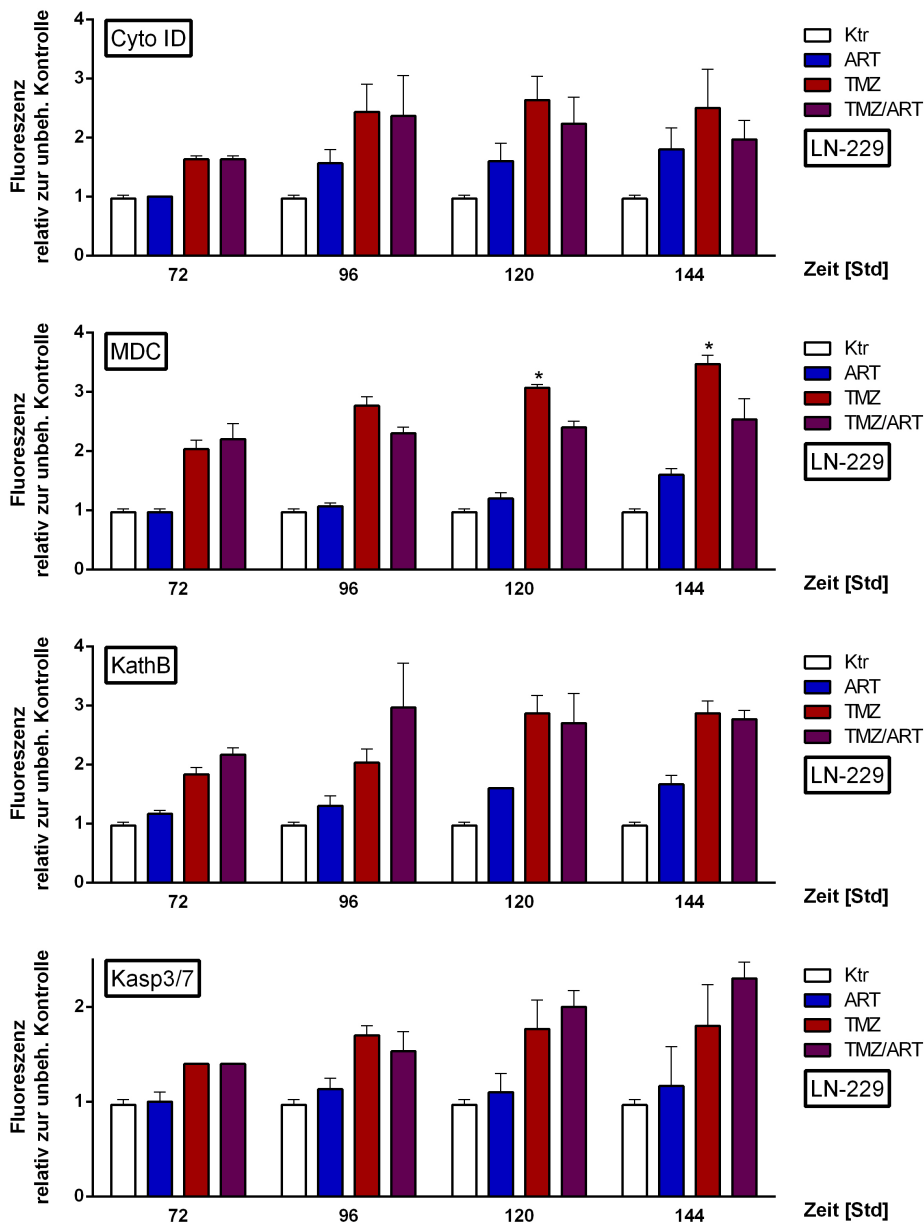 Cyto ID
Fluoreszenz
relativ zur unbeh. Kontrolle
4
3
2
1
0
72
96
120
144
Zeit [Std]
Ktr
ART
TMZ
TMZ/ART
LN-229
MDC
Fluoreszenz
relativ zur unbeh. Kontrolle
4
3
2
1
0
*
*
72
96
120
144
Zeit [Std]
Ktr
ART
TMZ
TMZ/ART
LN-229
KathB
Fluoreszenz
relativ zur unbeh. Kontrolle
4
3
2
1
0
72
96
120
144
Zeit [Std]
Ktr
ART
TMZ
TMZ/ART
LN-229
Kasp3/7
Fluoreszenz
relativ zur unbeh. Kontrolle
2
1
0
72
96
120
144
Zeit [Std]
Ktr
ART
TMZ
TMZ/ART
LN-229